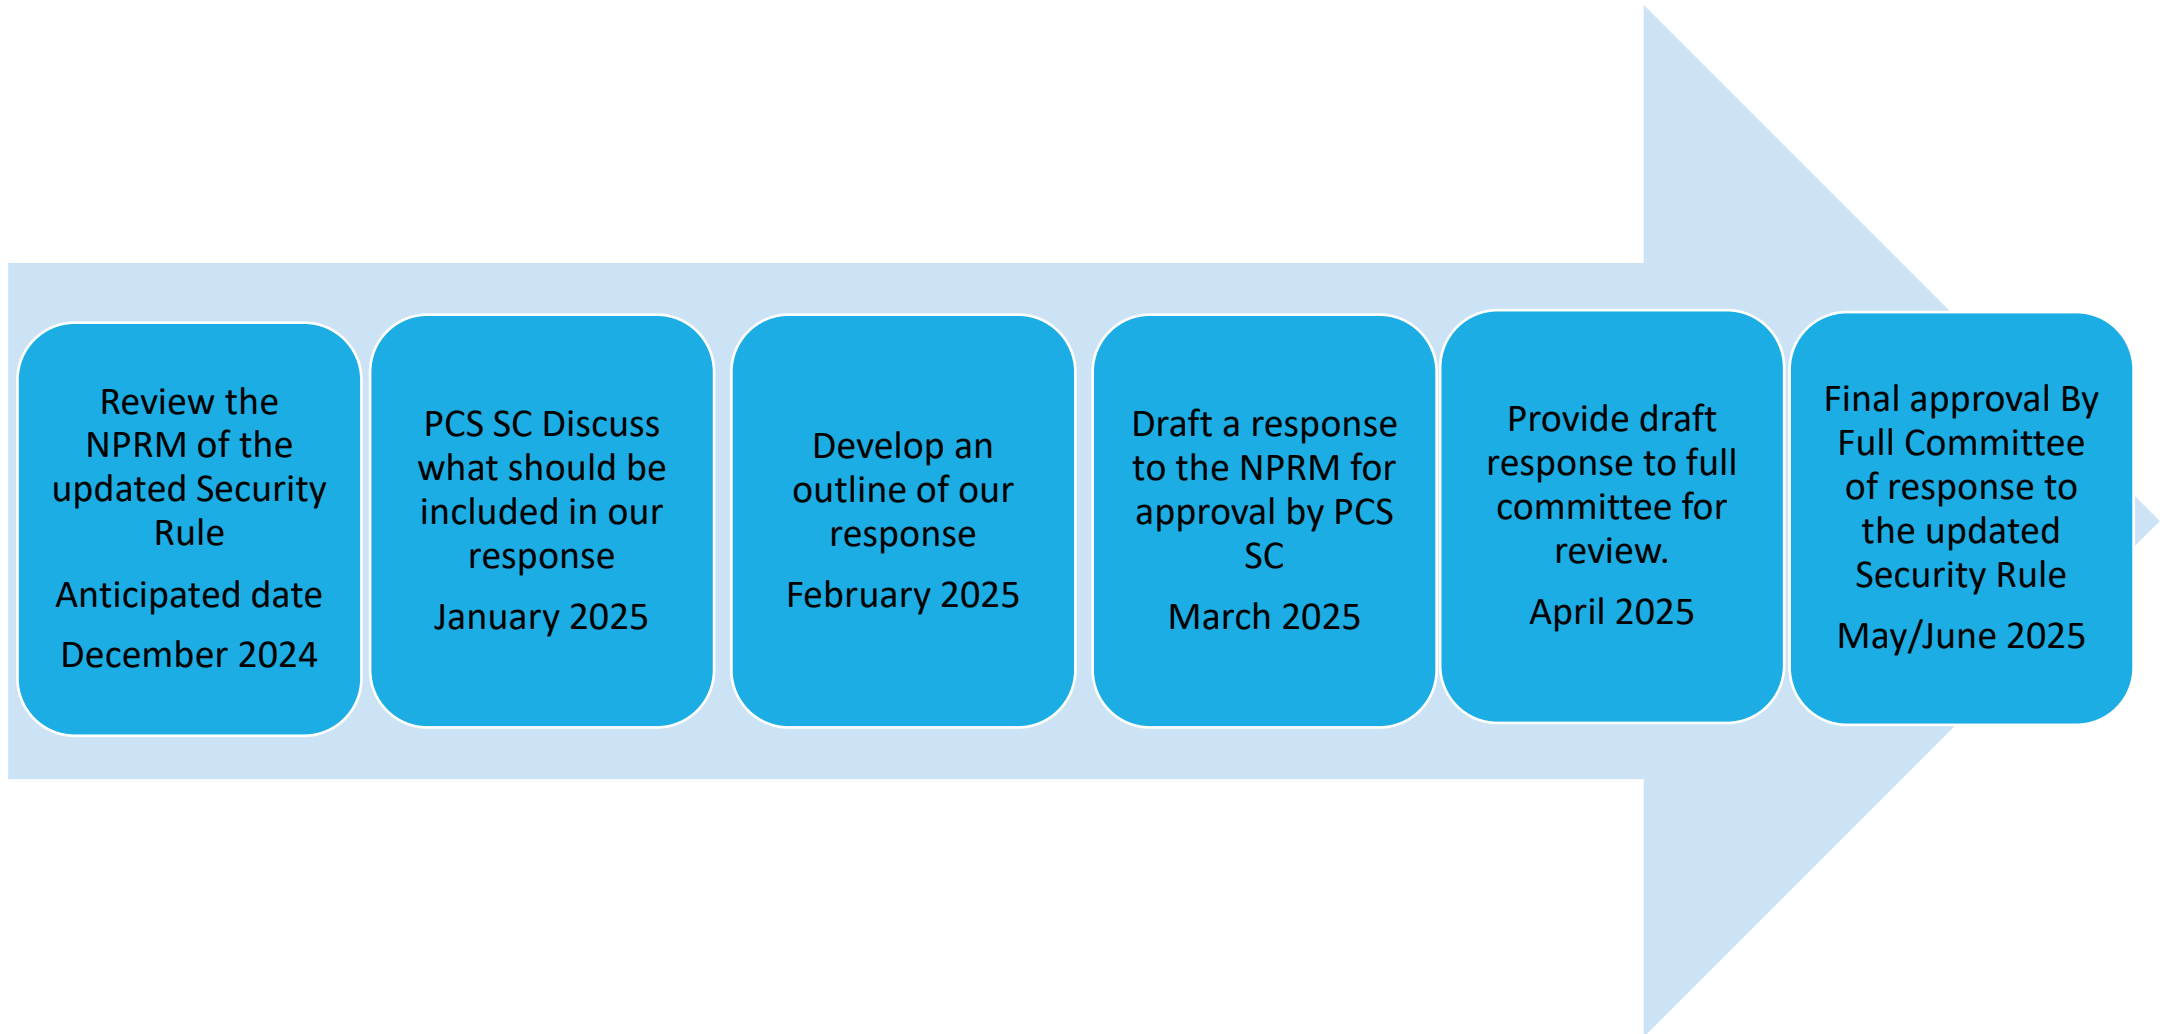 Review the
NPRM of the
updated Security
Rule
Anticipated date
December 2024
PCS SC Discuss
what should be
included in our
response
January 2025
Develop an
outline of our
response
February 2025
Draft a response
to the NPRM for
approval by PCS
SC
March 2025
Provide draft
response to full
committee for
review.
April 2025
Final approval By
Full Committee
of response to
the updated
Security Rule
May/June 2025